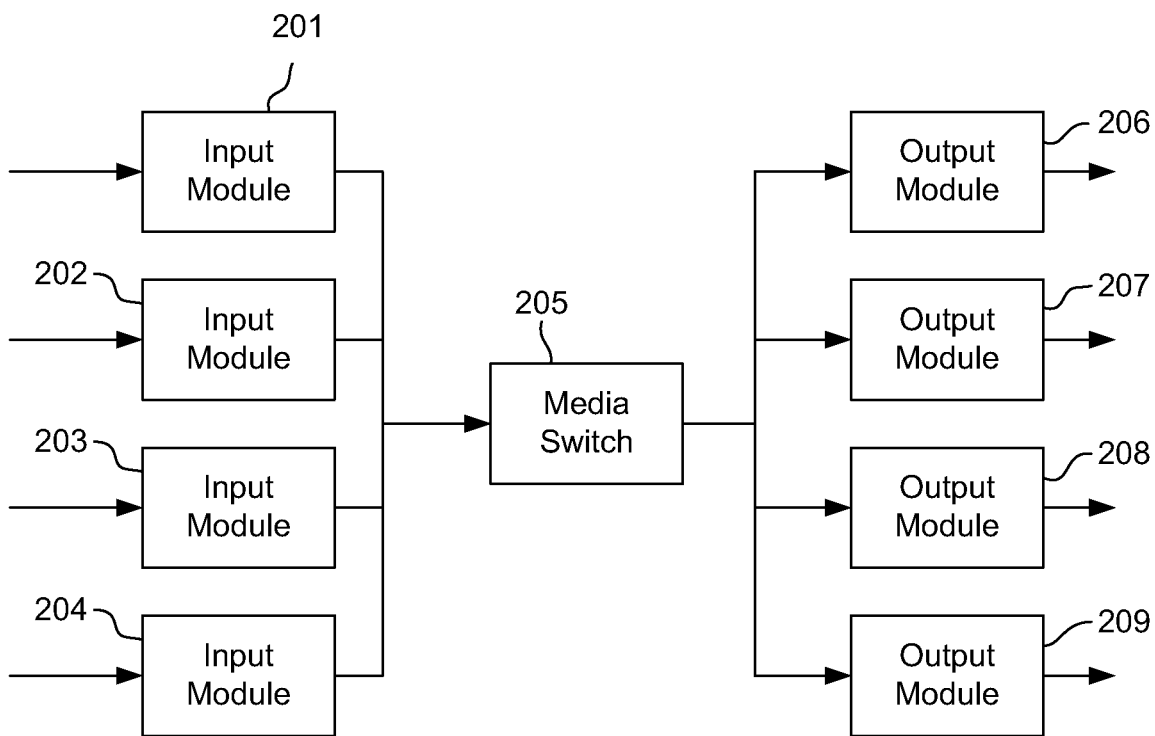 201
Input
Module
202
Input
Module
203
Input
Module
204
Input
Module
205
Media
Switch
206
Output
Module
207
Output
Module
208
Output
Module
209
Output
Module